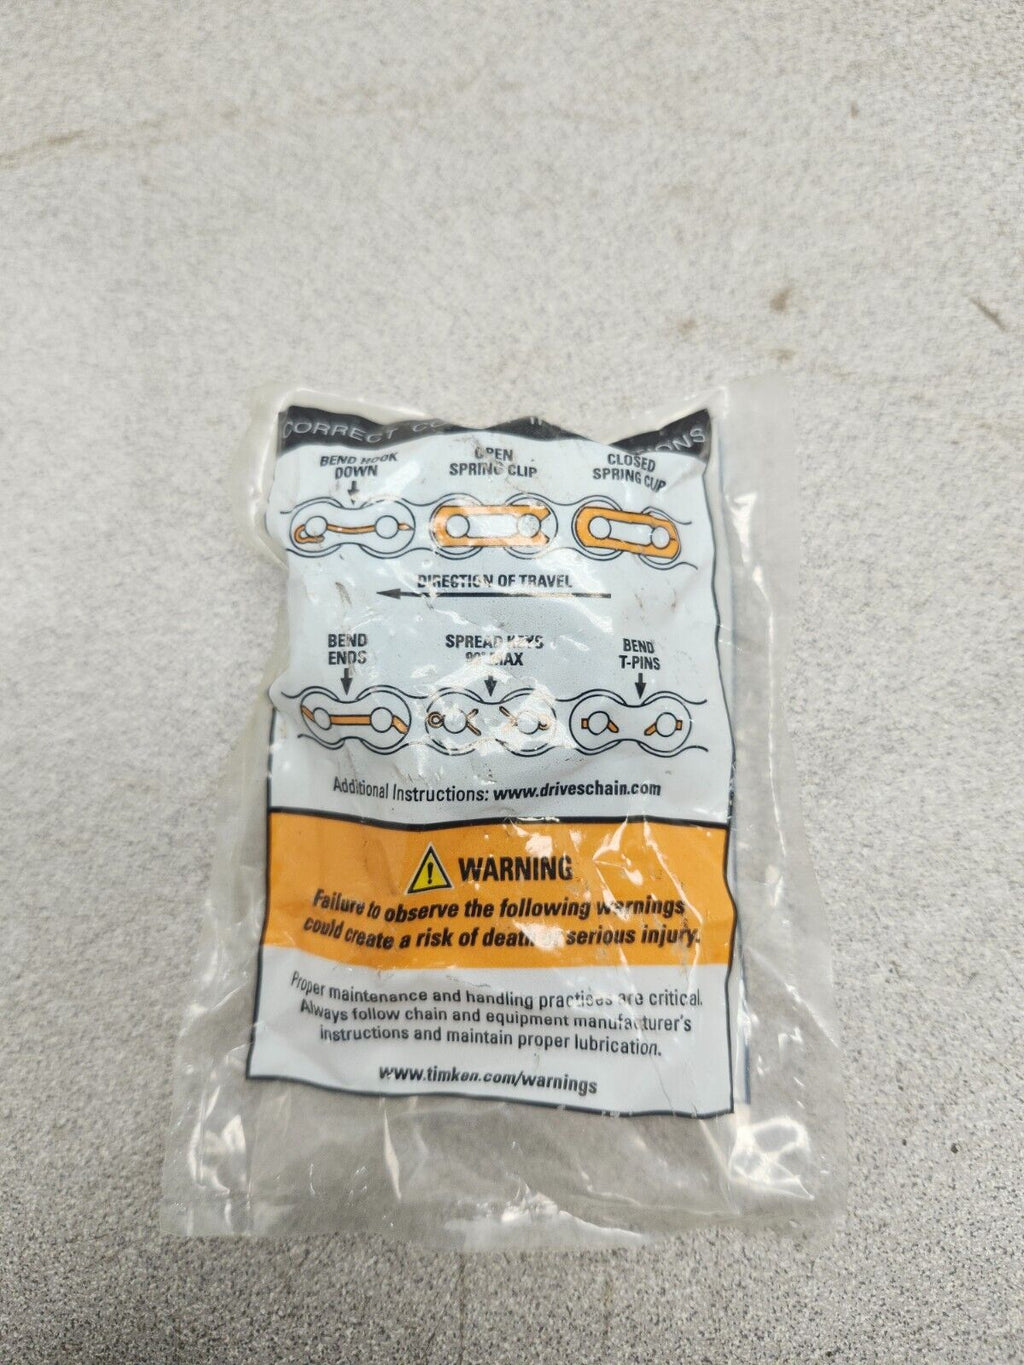 CORRECT
BEND HOOK
DOWN
OPEN
SPRING CLIP
CLOSED
SPRING CLIP
DIRECTION OF TRAVEL
BEND
ENDS
SPREAD KEYS
90° MAX
BEND
T-PINS
Additional Instructions: www.driveschain.com
WARNING
Failure to observe the following warnings
could create a risk of death or serious injury.
Proper maintenance and handling practices are critical.
Always follow chain and equipment manufacturer's
instructions and maintain proper lubrication.
www.timken.com/warnings